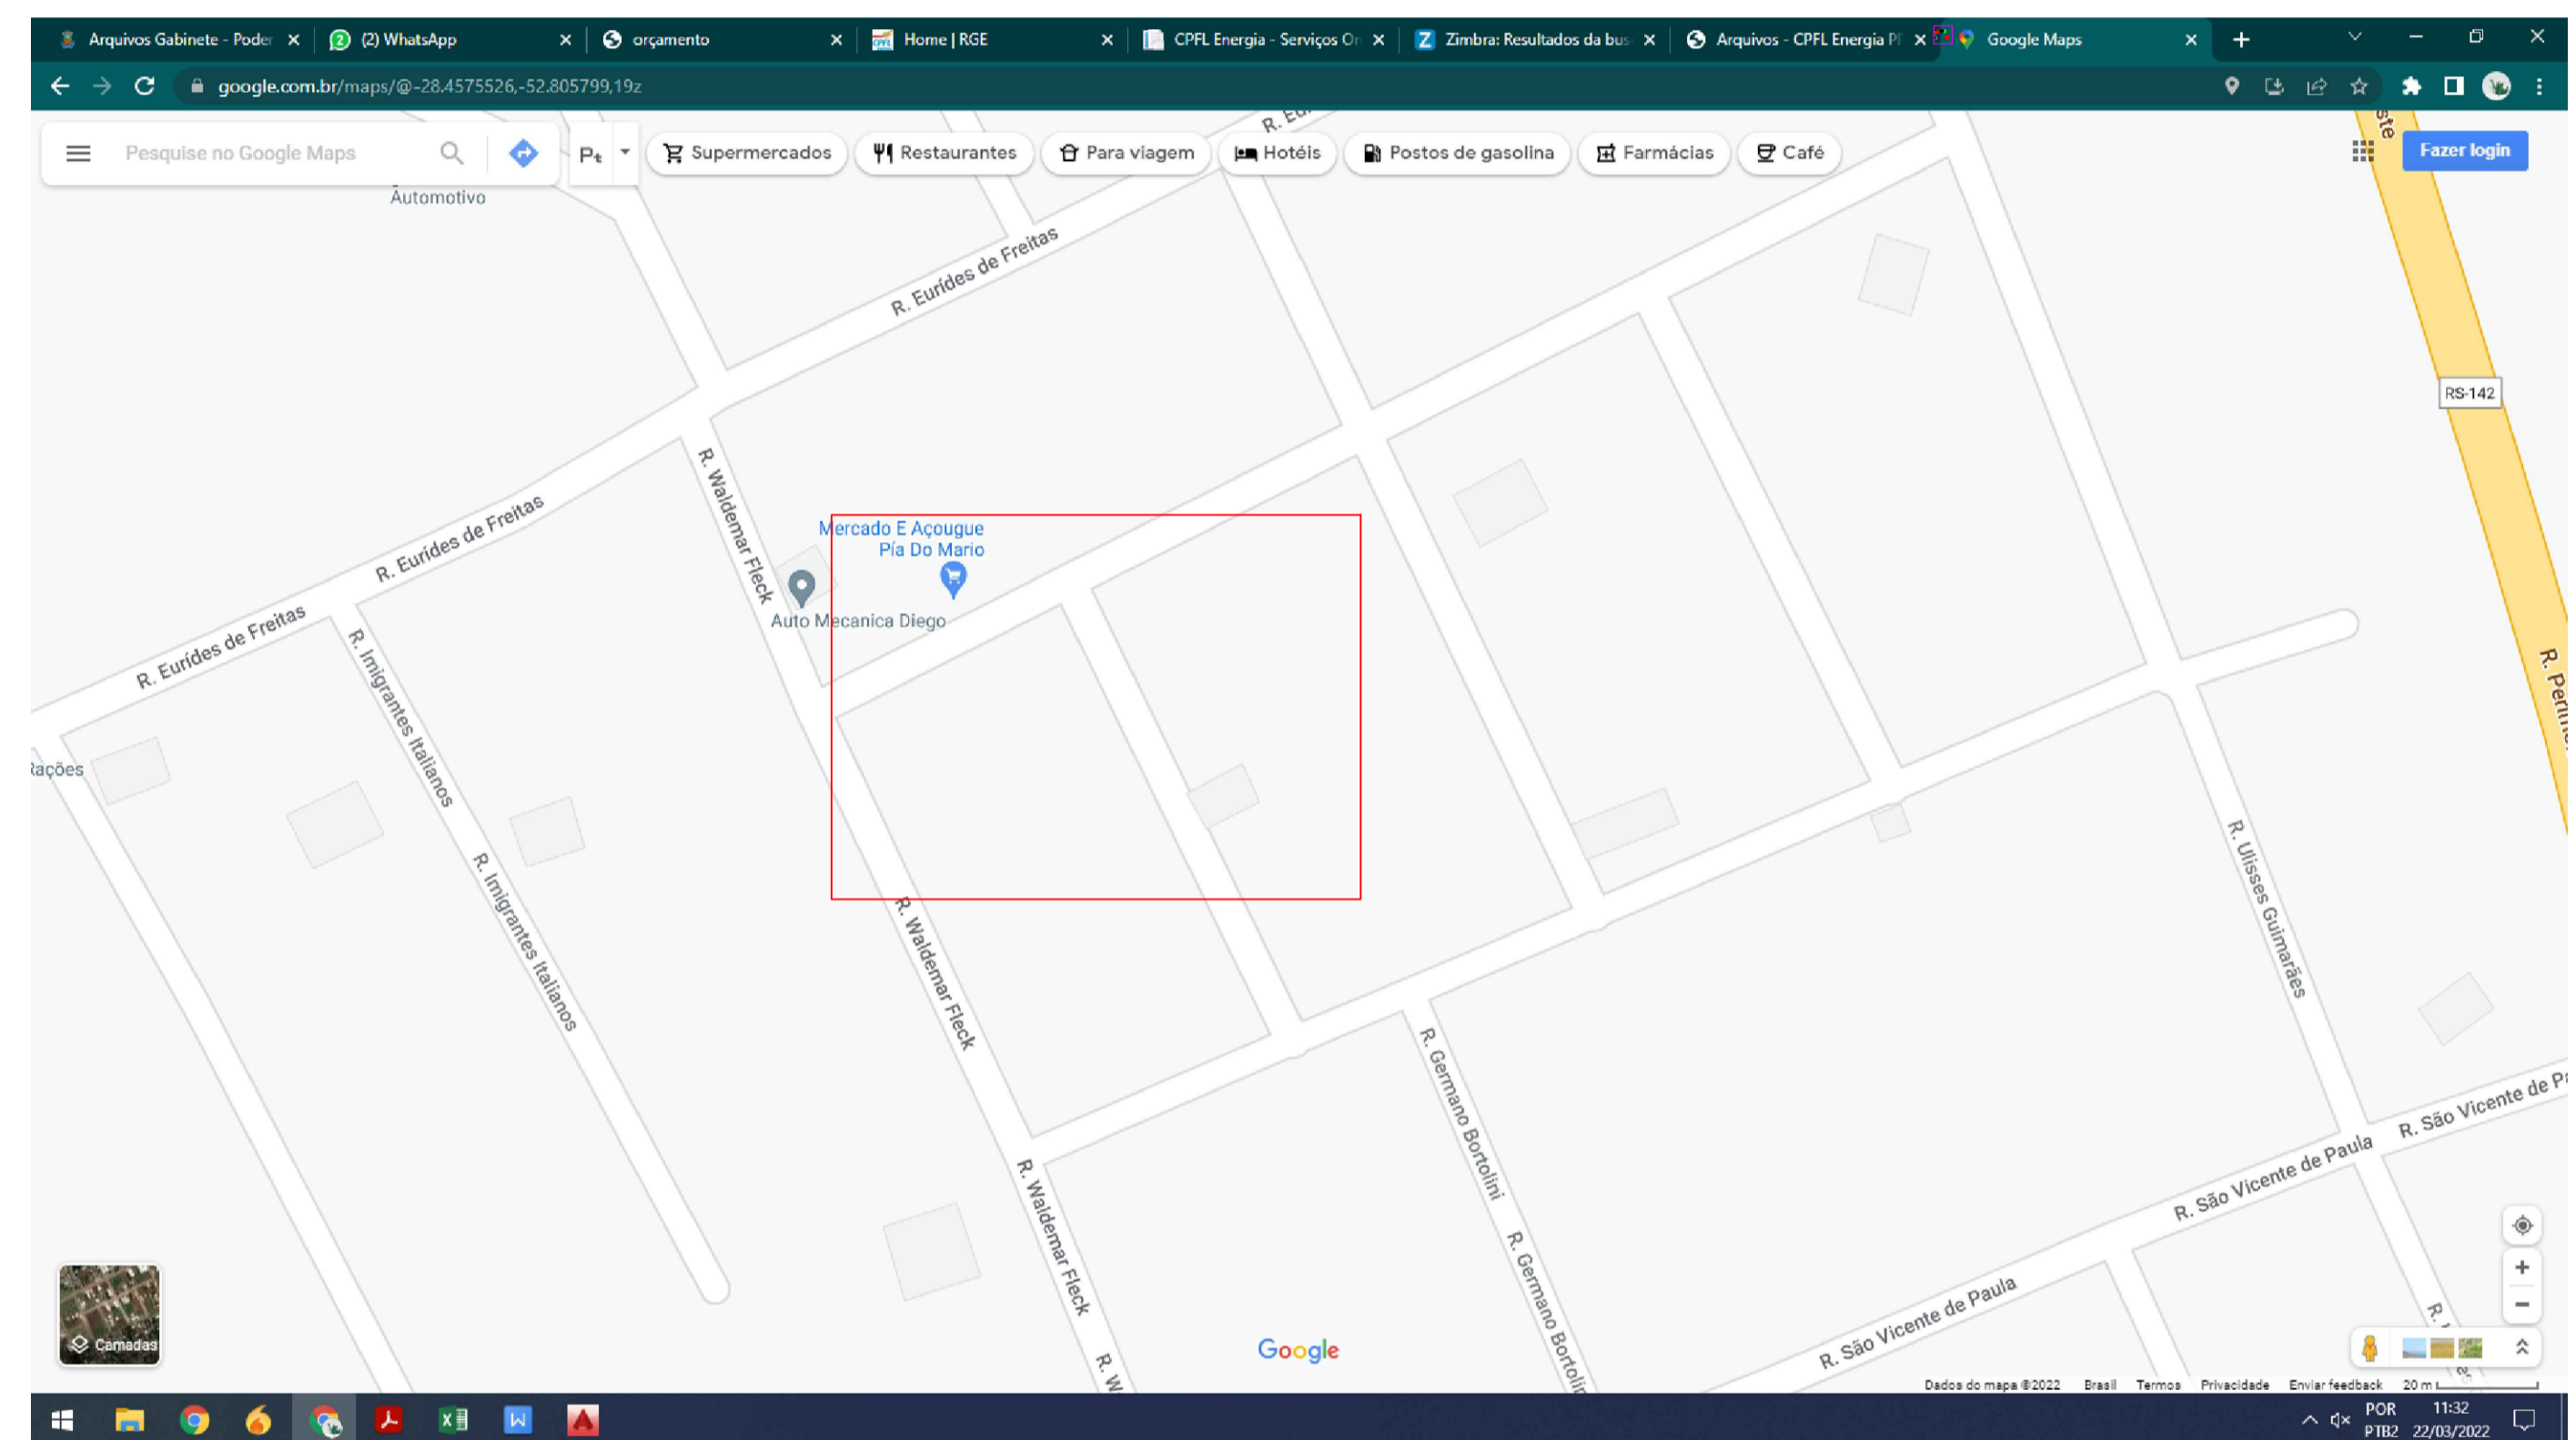 Arquivos Gabinete - Poder
(2) WhatsApp
orçamento
Home | RGE
CPFL Energia - Serviços On
Zimbra: Resultados da bus
Arquivos - CPFL Energia
Google Maps
google.com.br/maps/@-28.4575526,-52.805799,19z
Pesquise no Google Maps
Supermercados
Restaurantes
Para viagem
Hotéis
Postos de gasolina
Farmácias
Café
Fazer login
Automotivo
R. Eurídes de Freitas
RS-142
R. Waldemar Fleck
R. Eurídes de Freitas
Mercado E Açougue
Pía Do Mario
Auto Mecanica Diego
R. Eurídes de Freitas
R. Imigrantes Italianos
Rações
R. Imigrantes Italianos
R. Waldemar Fleck
R. Ulisses Guimarães
R. Germano Bortolini
R. São Vicente de
R. São Vicente de Paula
R. Waldemar Fleck
R. Germano Bortolin
R. São Vicente de Paula
Camadas
Google
Dados do mapa ©2022
Brasil
Termos
Privacidade
Enviar feedback
20 m
POR
PTB2
11:32
22/03/2022